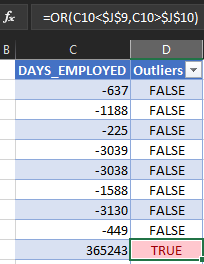 fx =OR(C10<$J$9,C10>$J$10)
B C D
DAYS_EMPLOYED Outliers
-637 FALSE
-1188 FALSE
-225 FALSE
-3039 FALSE
-3038 FALSE
-1588 FALSE
-3130 FALSE
-449 FALSE
365243 TRUE